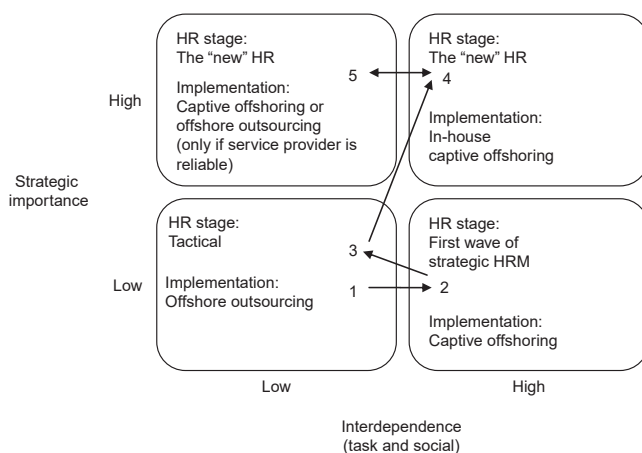 HR stage:
The “new” HR
5
Implementation:
Captive offshoring or
offshore outsourcing
(only if service provider is
reliable)
HR stage:
The “new” HR
4
Implementation:
In-house
captive offshoring
High
Strategic
importance
HR stage:
Tactical
3
Implementation:
Offshore outsourcing
1
HR stage:
First wave of
strategic HRM
2
Implementation:
Captive offshoring
Low
Low
High
Interdependence
(task and social)